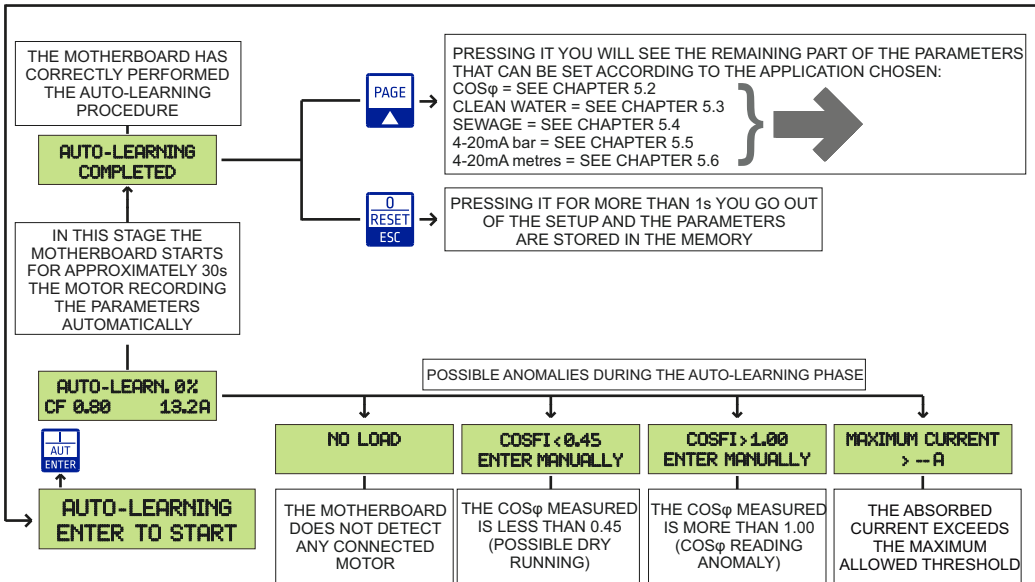 THE MOTHERBOARD HAS
CORRECTLY PERFORMED
THE AUTO-LEARNING
PROCEDURE
AUTO-LEARNING
COMPLETED
IN THIS STAGE THE
MOTHERBOARD STARTS
FOR APPROXIMATELY 30s
THE MOTOR RECORDING
THE PARAMETERS
AUTOMATICALLY
AUTO-LEARN. 0%
CF 0.80 13.2A
I
AUT
ENTER
AUTO-LEARNING
ENTER TO START
PAGE
PRESSING IT YOU WILL SEE THE REMAINING PART OF THE PARAMETERS
THAT CAN BE SET ACCORDING TO THE APPLICATION CHOSEN:
COSφ = SEE CHAPTER 5.2
CLEAN WATER = SEE CHAPTER 5.3
SEWAGE = SEE CHAPTER 5.4
4-20mA bar = SEE CHAPTER 5.5
4-20mA metres = SEE CHAPTER 5.6
0
RESET
ESC
PRESSING IT FOR MORE THAN 1s YOU GO OUT
OF THE SETUP AND THE PARAMETERS
ARE STORED IN THE MEMORY
POSSIBLE ANOMALIES DURING THE AUTO-LEARNING PHASE
NO LOAD
THE MOTHERBOARD
DOES NOT DETECT
ANY CONNECTED
MOTOR
COSFI<0.45
ENTER MANUALLY
THE COSφ MEASURED
IS LESS THAN 0.45
(POSSIBLE DRY
RUNNING)
COSFI>1.00
ENTER MANUALLY
THE COSφ MEASURED
IS MORE THAN 1.00
(COSφ READING
ANOMALY)
MAXIMUM CURRENT
> -- A
THE ABSORBED
CURRENT EXCEEDS
THE MAXIMUM
ALLOWED THRESHOLD